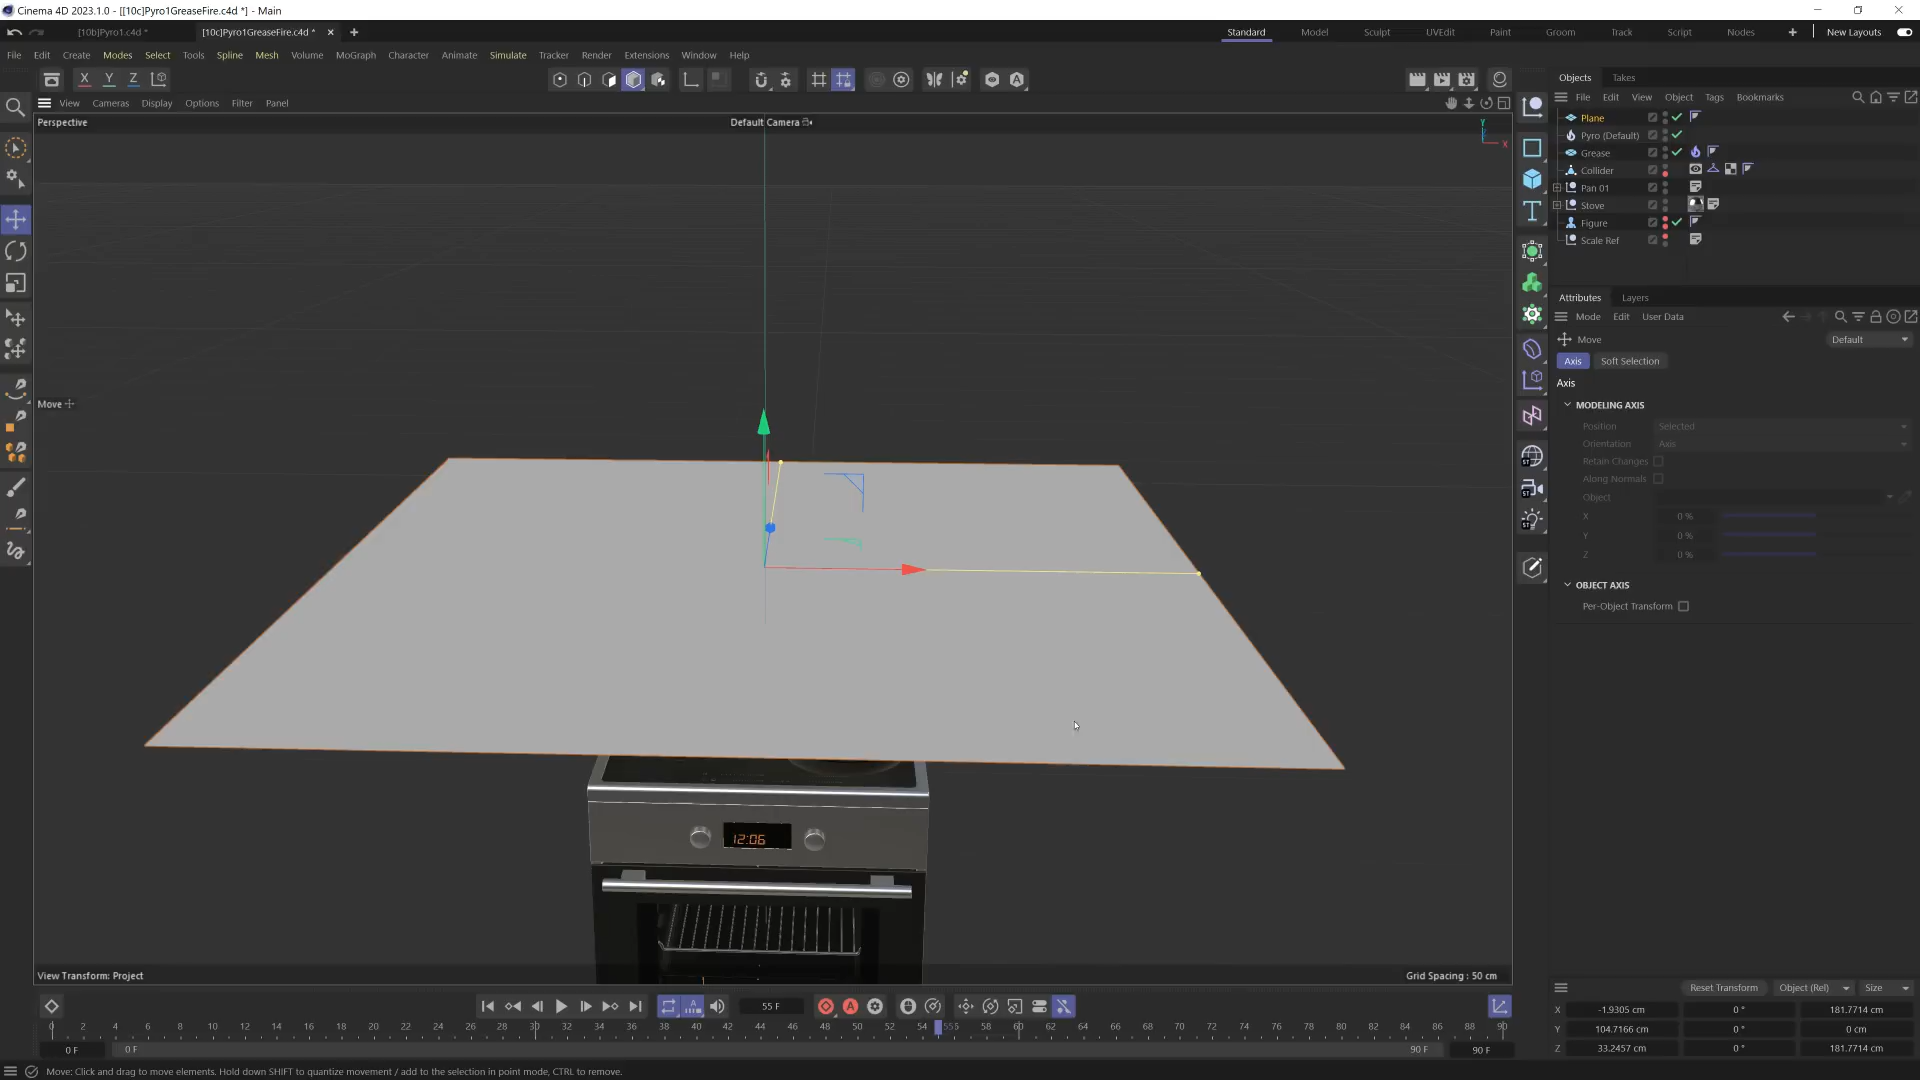 Cinema 4D 2023.1.0 - [[10c]Pyro1GreaseFire.c4d *] - Main
[10b]Pyro1.c4d *
[10c]Pyro1GreaseFire.c4d *
Standard
Model
Sculpt
UVEdit
Paint
Groom
Track
Script
Nodes
New Layouts
File Edit Create Modes Select Tools Spline Mesh Volume MoGraph Character Animate Simulate Tracker Render Extensions Window Help
X Y Z
View Cameras Display Options Filter Panel
Perspective
Default Camera
Y
X
Move
12:06
View Transform: Project
Grid Spacing : 50 cm
Objects Takes
File Edit View Object Tags Bookmarks
Plane
Pyro (Default)
Grease
Collider
Pan 01
Stove
Figure
Scale Ref
Attributes Layers
Mode Edit User Data
Move
Default
Axis Soft Selection
Axis
MODELING AXIS
Position Selected
Orientation Axis
Retain Changes
Along Normals
Object
X 0 %
Y 0 %
Z 0 %
OBJECT AXIS
Per-Object Transform
Reset Transform Object (Rel) Size
X -1.9305 cm 0 ° 181.7714 cm
Y 104.7166 cm 0 ° 0 cm
Z 33.2457 cm 0 ° 181.7714 cm
55 F
0 2 4 6 8 10 12 14 16 18 20 22 24 26 28 30 32 34 36 38 40 42 44 46 48 50 52 54 555 58 60 62 64 66 68 70 72 74 76 78 80 82 84 86 88 90
0 F 0 F 90 F 90 F
Move: Click and drag to move elements. Hold down SHIFT to quantize movement / add to the selection in point mode, CTRL to remove.